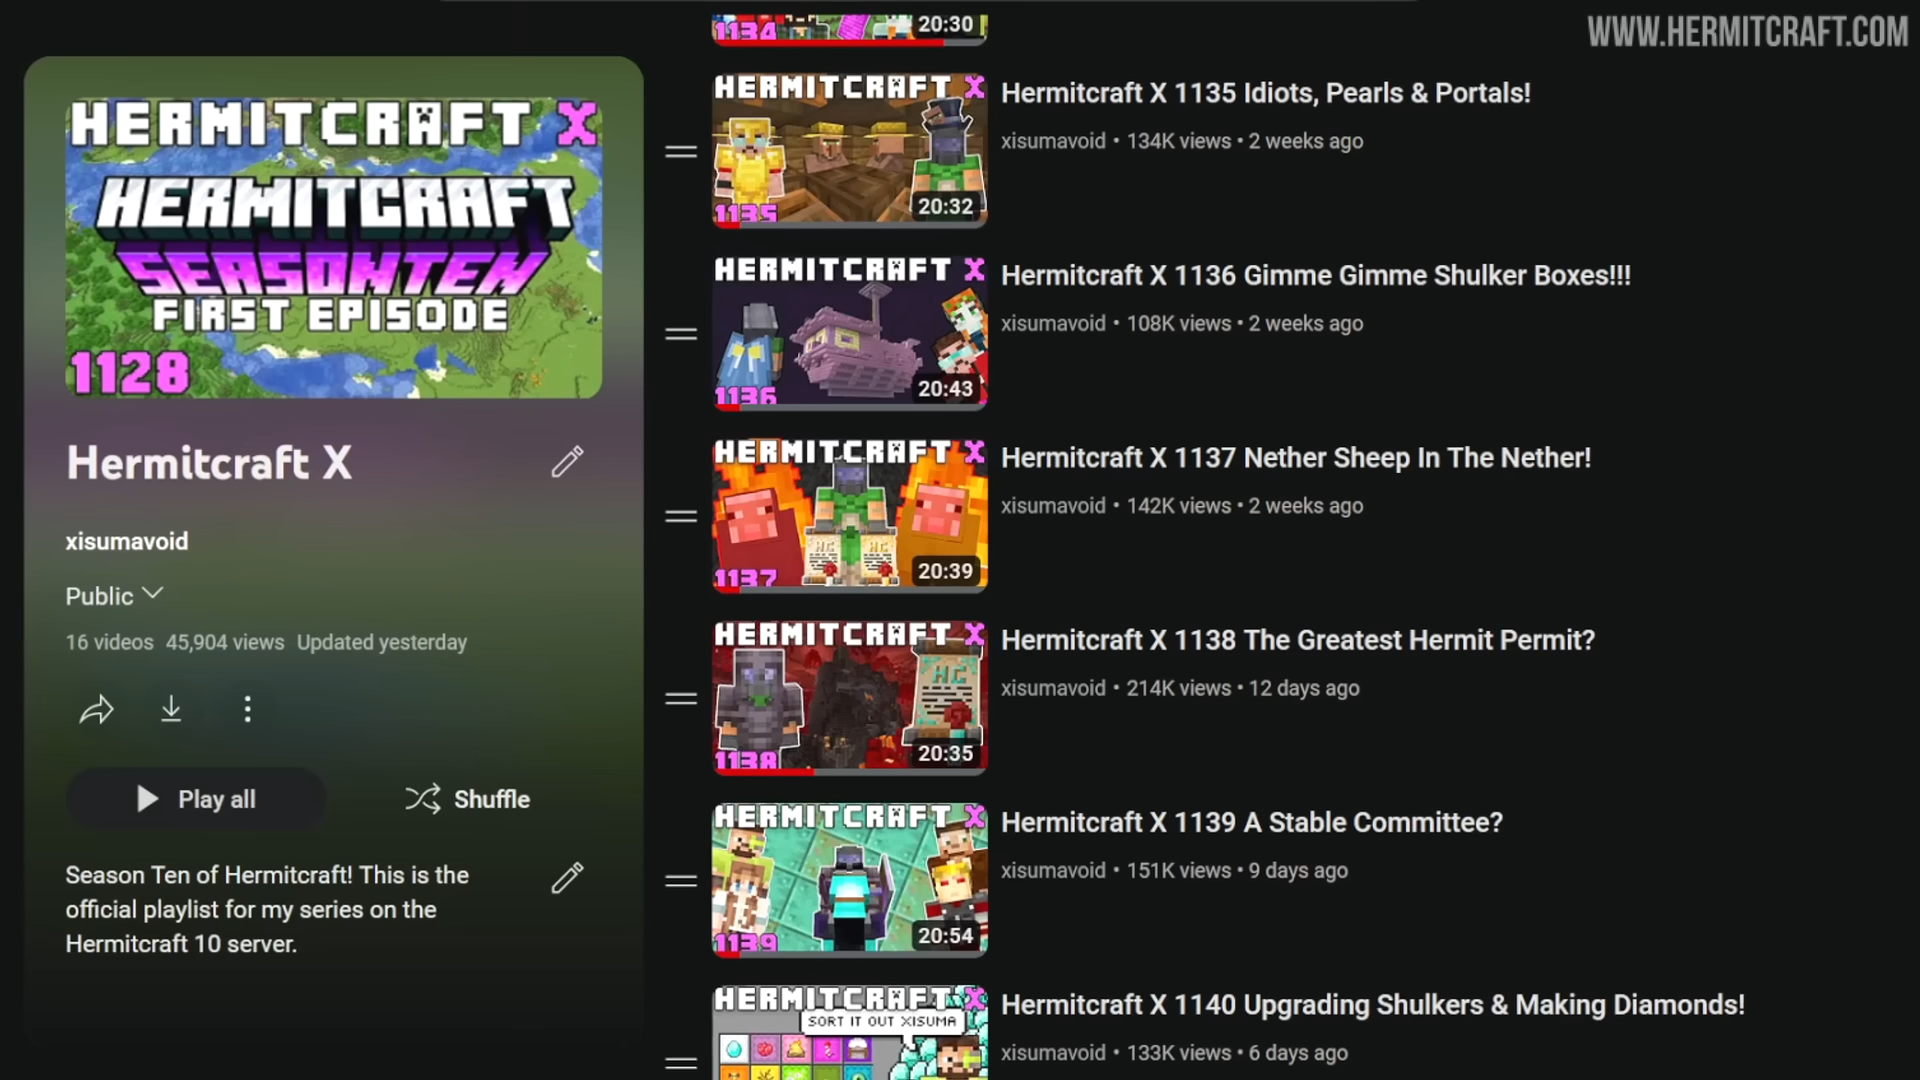 WWW.HERMITCRAFT.COM
HERMITCRAFT X
HERMITCRAFT
SEASON TEN
FIRST EPISODE
1128
Hermitcraft X
xisumavoid
Public
16 videos 45,904 views Updated yesterday
Play all
Shuffle
Season Ten of Hermitcraft! This is the
official playlist for my series on the
Hermitcraft 10 server.
1134
20:30
HERMITCRAFT X
1135
20:32
Hermitcraft X 1135 Idiots, Pearls & Portals!
xisumavoid • 134K views • 2 weeks ago
HERMITCRAFT X
1136
20:43
Hermitcraft X 1136 Gimme Gimme Shulker Boxes!!!
xisumavoid • 108K views • 2 weeks ago
HERMITCRAFT X
HC
HC
1137
20:39
Hermitcraft X 1137 Nether Sheep In The Nether!
xisumavoid • 142K views • 2 weeks ago
HERMITCRAFT X
HC
1138
20:35
Hermitcraft X 1138 The Greatest Hermit Permit?
xisumavoid • 214K views • 12 days ago
HERMITCRAFT X
1139
20:54
Hermitcraft X 1139 A Stable Committee?
xisumavoid • 151K views • 9 days ago
HERMITCRAFT X
SORT IT OUT XISUMA
Hermitcraft X 1140 Upgrading Shulkers & Making Diamonds!
xisumavoid • 133K views • 6 days ago